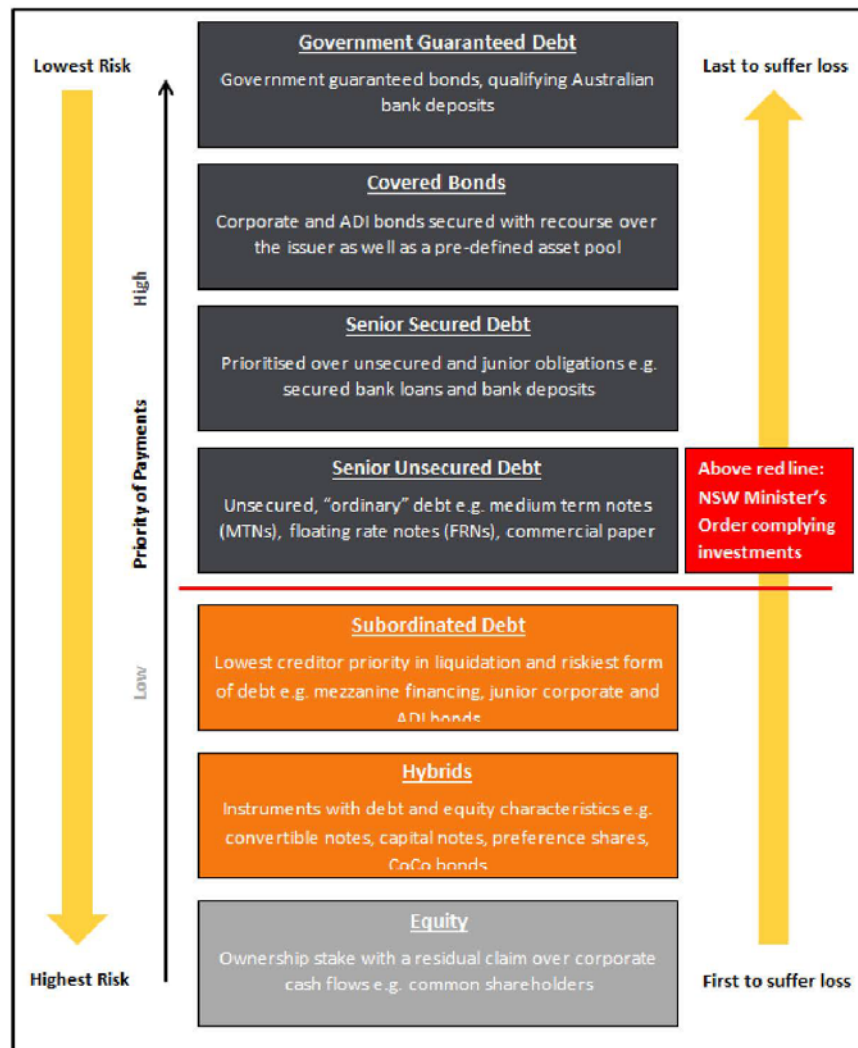 Lowest Risk
Government Guaranteed Debt
Government guaranteed bonds, qualifying Australian
bank deposits
Last to suffer loss
Covered Bonds
Corporate and ADI bonds secured with recourse over
the issuer as well as a pre-defined asset pool
High
Senior Secured Debt
Prioritised over unsecured and junior obligations e.g.
secured bank loans and bank deposits
Priority of Payments
Senior Unsecured Debt
Unsecured, “ordinary” debt e.g. medium term notes
(MTNs), floating rate notes (FRNs), commercial paper
Above red line:
NSW Minister’s
Order complying
investments
Low
Subordinated Debt
Lowest creditor priority in liquidation and riskiest form
of debt e.g. mezzanine financing, junior corporate and
ADI bonds
Hybrids
Instruments with debt and equity characteristics e.g.
convertible notes, capital notes, preference shares,
CoCo bonds
Equity
Ownership stake with a residual claim over corporate
cash flows e.g. common shareholders
Highest Risk
First to suffer loss